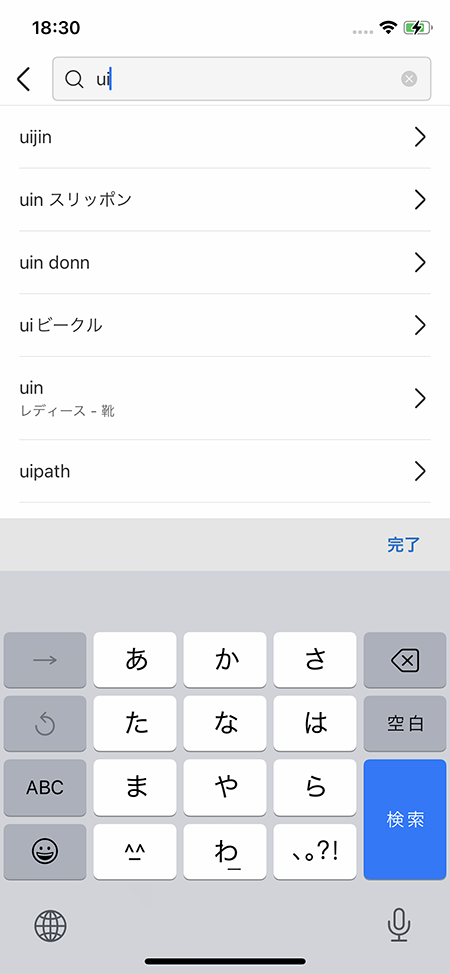 18:30
ui
uijin
uin スリッポン
uin donn
uiビークル
uin
レディース - 靴
uipath
完了
→ あ か さ
た な は 空白
ABC ま や ら 検索
^^ わ 、。?!